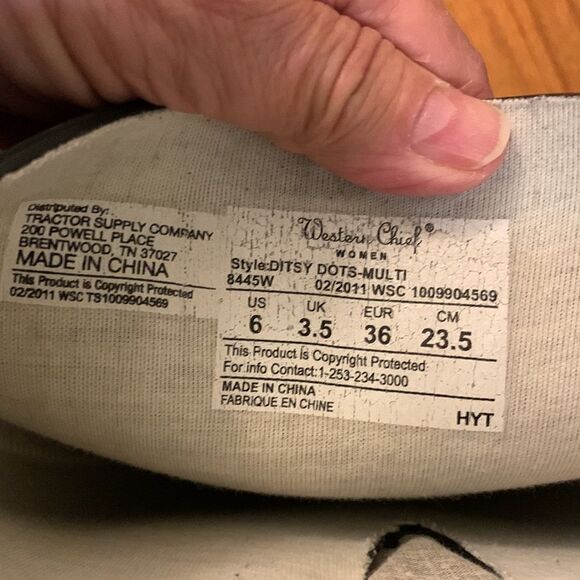 Distributed By:
TRACTOR SUPPLY COMPANY
200 POWELL PLACE
BRENTWOOD, TN 37027
MADE IN CHINA
This Product is Copyright Protected
02/2011 WSC TS1009904569
Western Chief®
WOMEN
Style:DITSY DOTS-MULTI
8445W 02/2011 WSC 1009904569
US UK EUR CM
6 3.5 36 23.5
This Product is Copyright Protected
For info Contact:1-253-234-3000
MADE IN CHINA
FABRIQUE EN CHINE
HYT